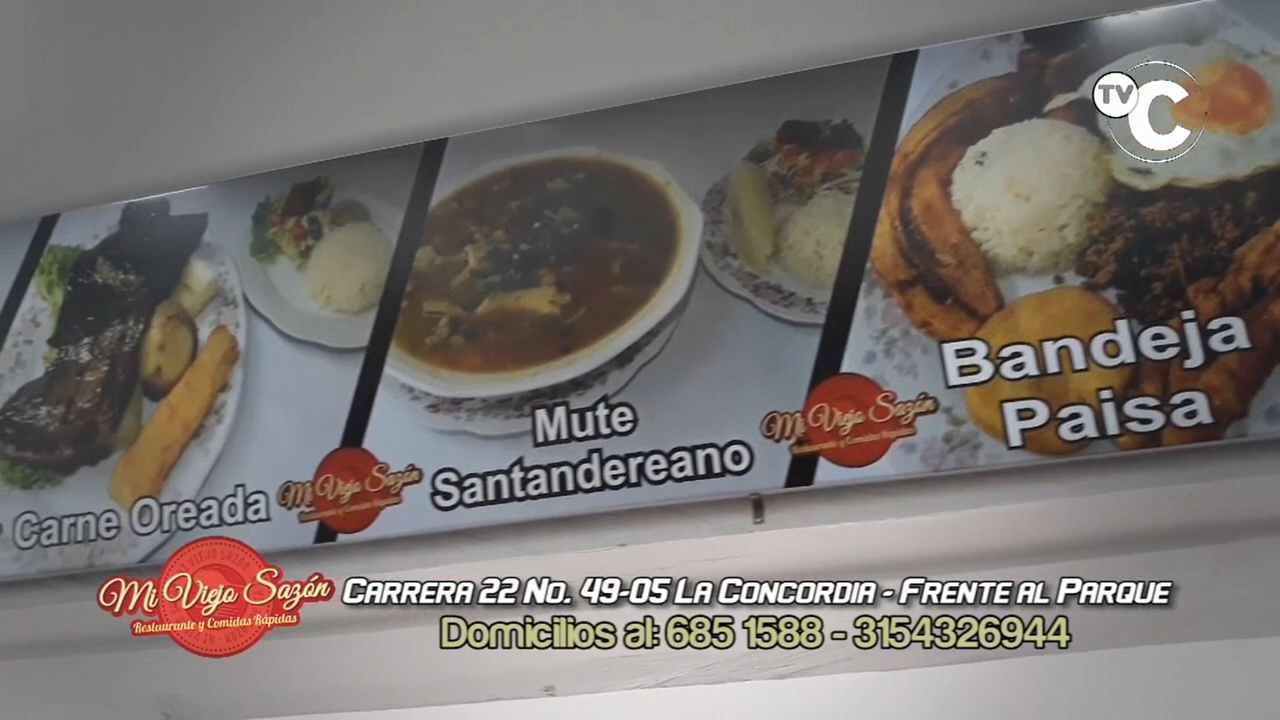 TV C
Bandeja
Paisa
Mute
Santandereano
Mi Viejo Sazón
Carne Oreada
Mi Viejo Sazón
Mi Viejo Sazón
Restaurante y Comidas Rápidas
CARRERA 22 NO. 49-05 LA CONCORDIA - FRENTE AL PARQUE
Domicilios al: 685 1588 - 3154326944